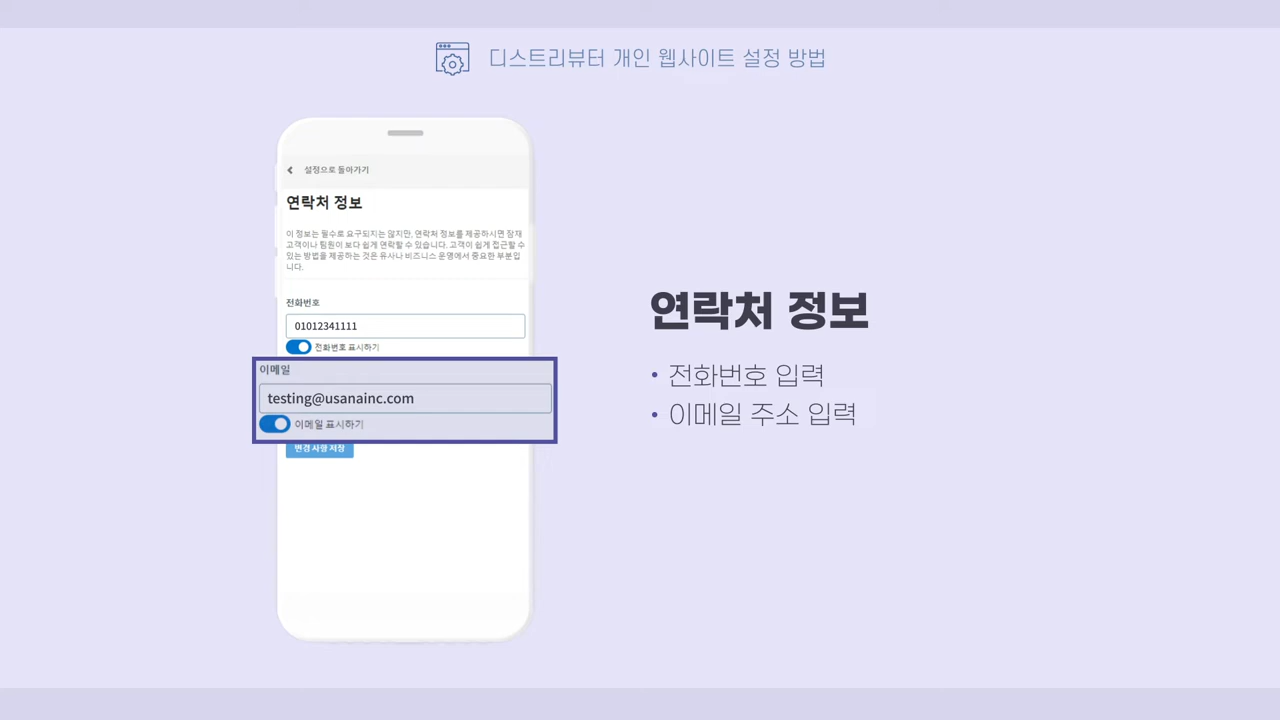 디스트리뷰터 개인 웹사이트 설정 방법
설정으로 돌아가기
연락처 정보
이 정보는 필수로 요구되지는 않지만, 연락처 정보를 제공하시면 잠재
고객이나 팀원이 보다 쉽게 연락할 수 있습니다. 고객이 쉽게 접근할 수
있는 방법을 제공하는 것은 유사나 비즈니스 운영에서 중요한 부분입
니다.
전화번호
01012341111
전화번호 표시하기
이메일
testing@usanainc.com
이메일 표시하기
변경 사항 저장
연락처 정보
• 전화번호 입력
• 이메일 주소 입력